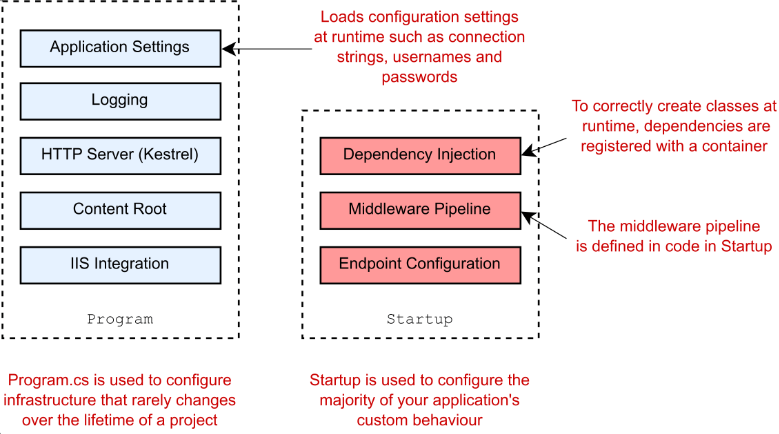 Application Settings
Logging
HTTP Server (Kestrel)
Content Root
IIS Integration
Program
Loads configuration settings
at runtime such as connection
strings, usernames and
passwords
Dependency Injection
Middleware Pipeline
Endpoint Configuration
Startup
To correctly create classes at
runtime, dependencies are
registered with a container
The middleware pipeline
is defined in code in Startup
Program.cs is used to configure
infrastructure that rarely changes
over the lifetime of a project
Startup is used to configure the
majority of your application's
custom behaviour